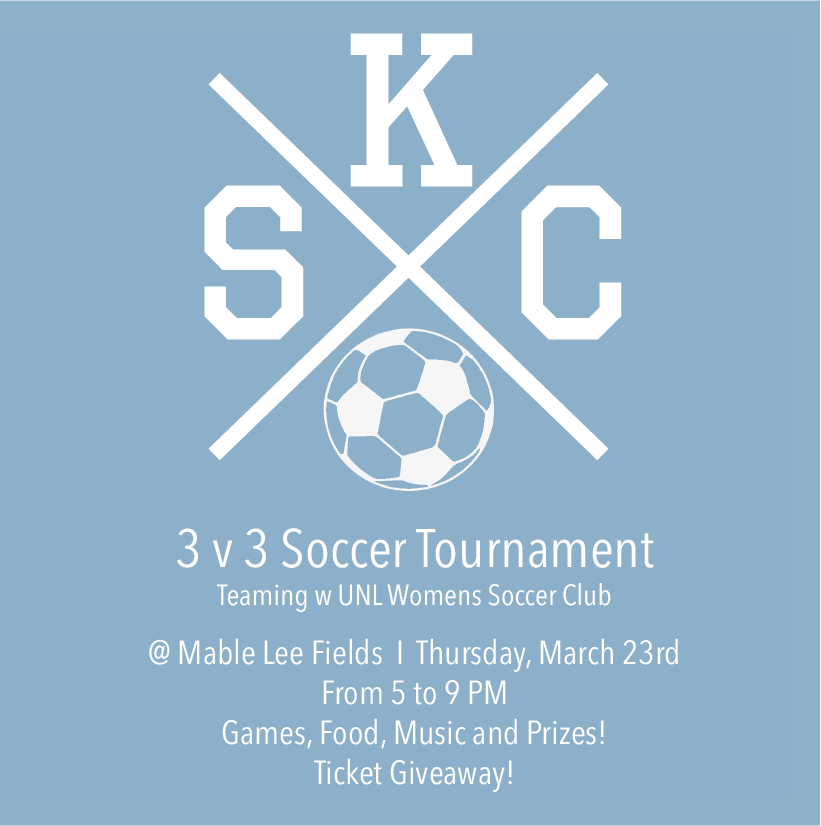 K
S C
3 v 3 Soccer Tournament
Teaming w UNL Womens Soccer Club
@ Mable Lee Fields I Thursday, March 23rd
From 5 to 9 PM
Games, Food, Music and Prizes!
Ticket Giveaway!